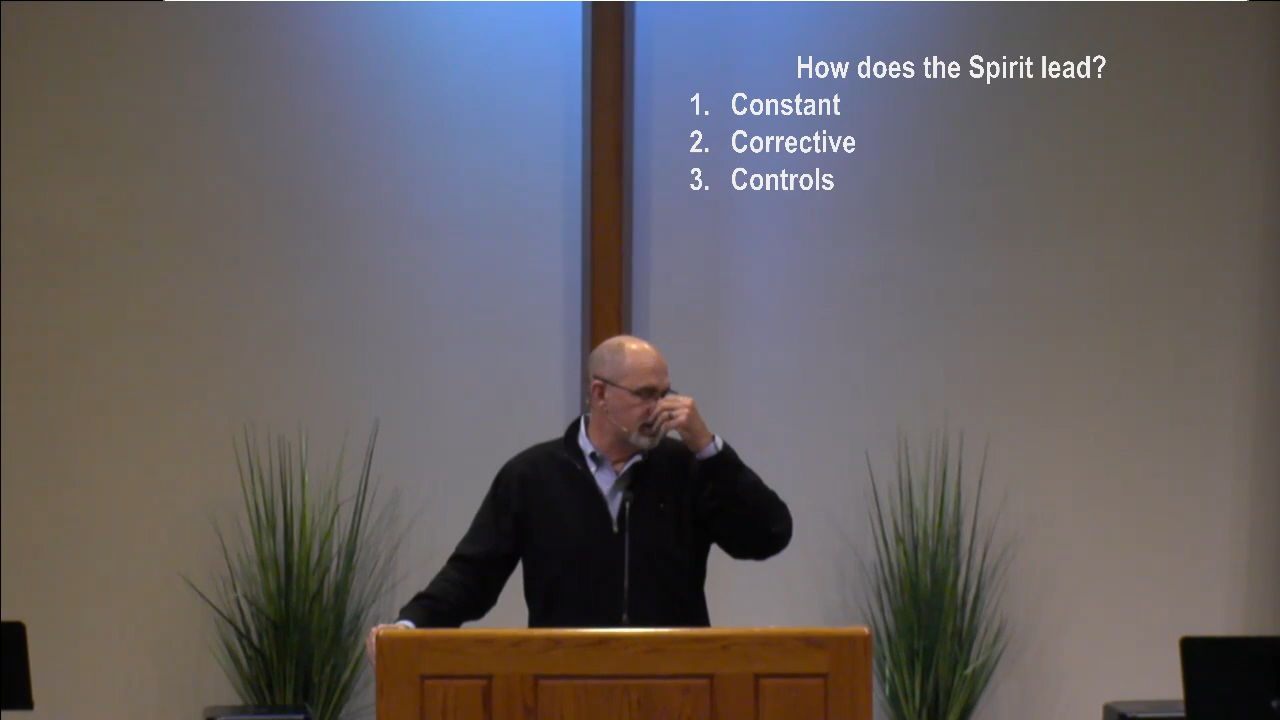 How does the Spirit lead?
1. Constant
2. Corrective
3. Controls